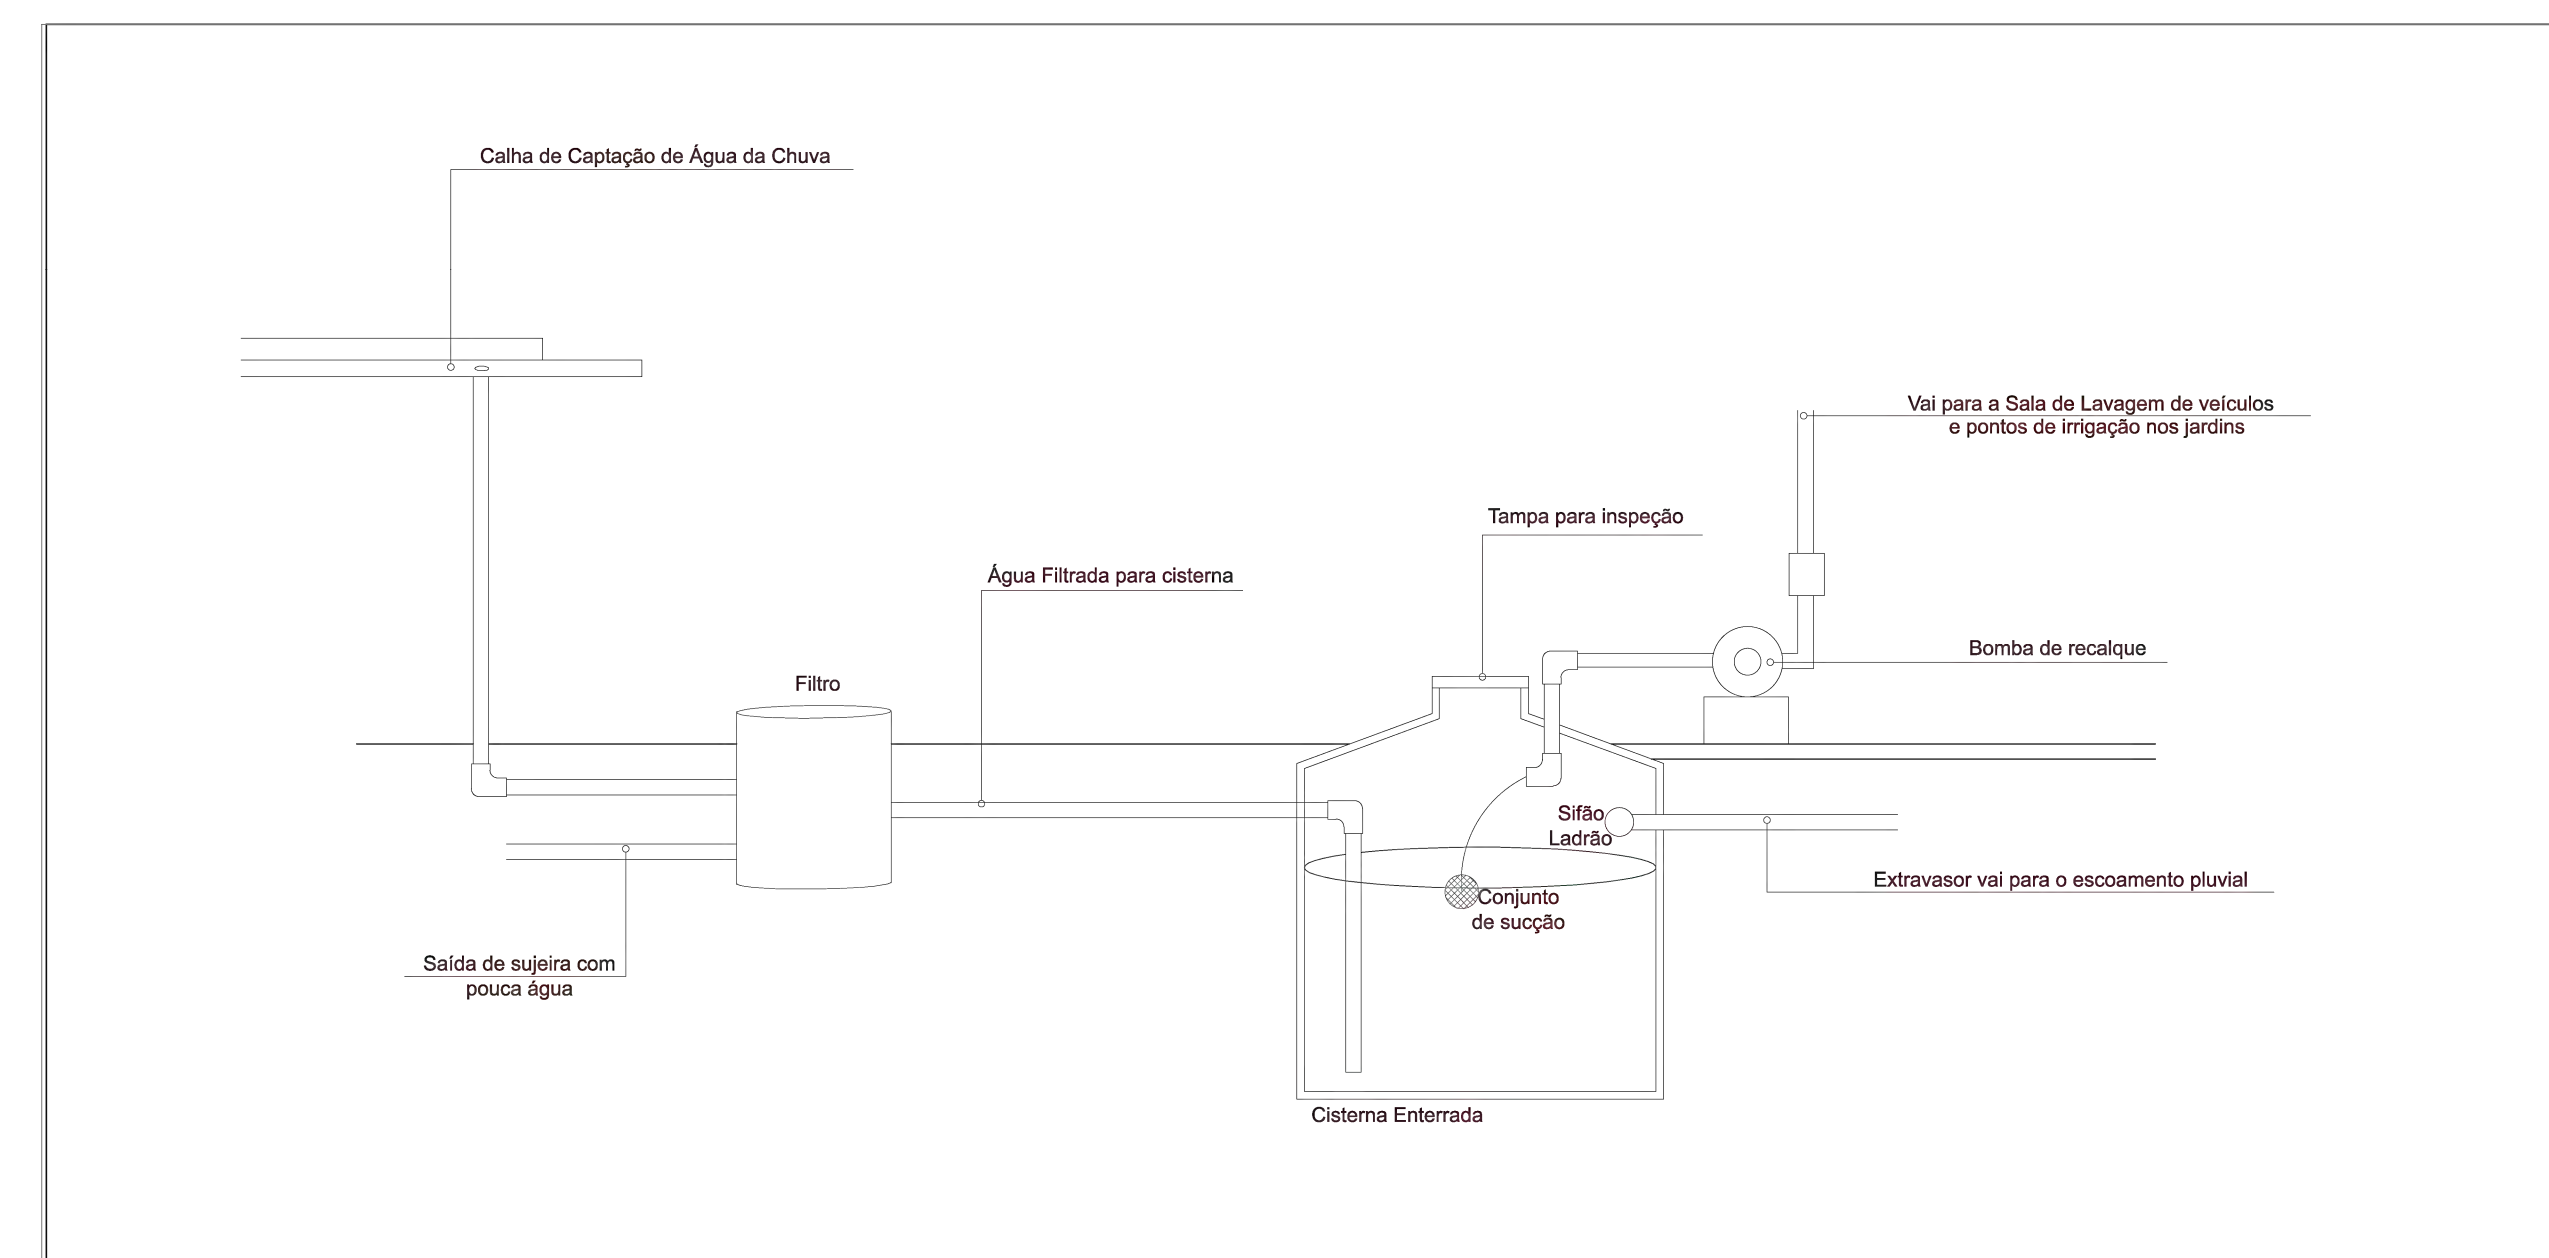 Calha de Captação de Água da Chuva
Vai para a Sala de Lavagem de veículos
e pontos de irrigação nos jardins
Tampa para inspeção
Água Filtrada para cisterna
Bomba de recalque
Filtro
Sifão
Ladrão
Extravasor vai para o escoamento pluvial
Conjunto
de sucção
Saída de sujeira com
pouca água
Cisterna Enterrada